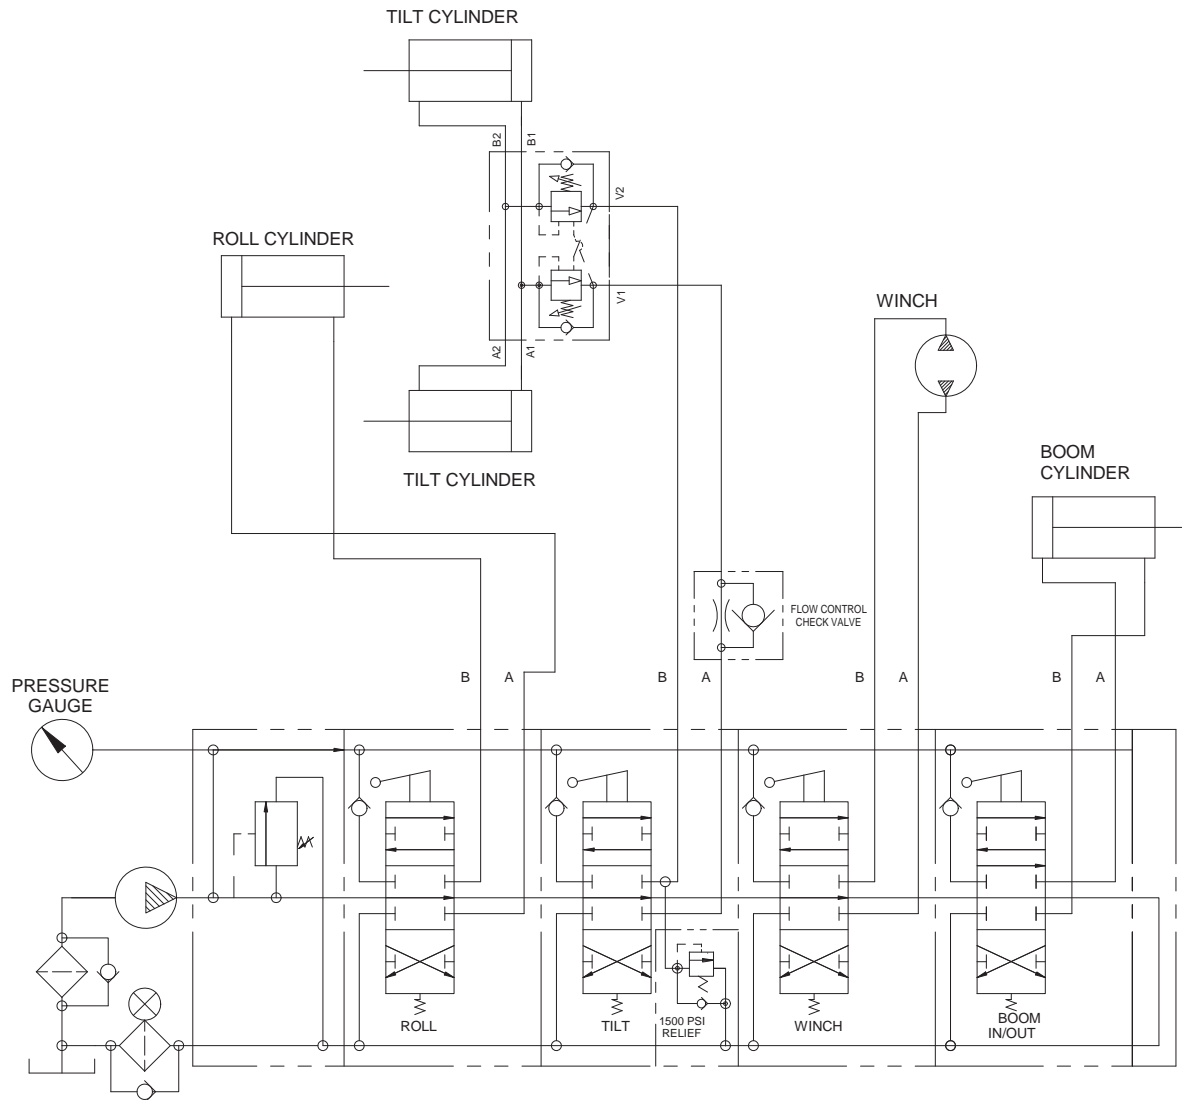 TILT CYLINDER
B2
B1
V2
ROLL CYLINDER
V1
WINCH
A2
A1
BOOM
CYLINDER
TILT CYLINDER
FLOW CONTROL
CHECK VALVE
B
A
B
A
B
A
B
A
PRESSURE
GAUGE
ROLL
TILT
1500 PSI
RELIEF
WINCH
BOOM
IN/OUT